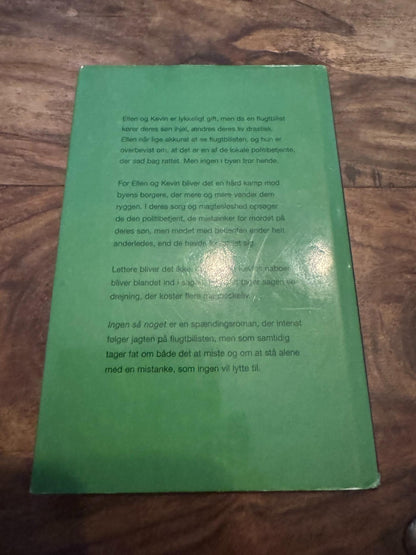 Ellen og Kevin er lykkeligt gift, men da en flugtbilist
kører deres søn ihjel, ændres deres liv drastisk.
Ellen når lige akkurat at se flugtbilisten, og hun er
overbevist om, at det er en af de lokale politibetjente,
der sad bag rattet. Men ingen i byen tror hende.
For Ellen og Kevin bliver det en hård kamp mod
byens borgere, der mere og mere vender dem
ryggen. I deres sorg og magtesløshed opsøger
de den politibetjent, de mistænker for mordet på
deres søn, men mødet med betjenten ender helt
anderledes, end de havde forestillet sig.
Lettere bliver det ikke, naboer
bliver blandet ind i tager sagen en
drejning, der koster flere menneskeliv.
Ingen så noget er en spændingsroman, der intenst
følger jagten på flugtbilisten, men som samtidig
tager fat om både det at miste og om at stå alene
med en mistanke, som ingen vil lytte til.